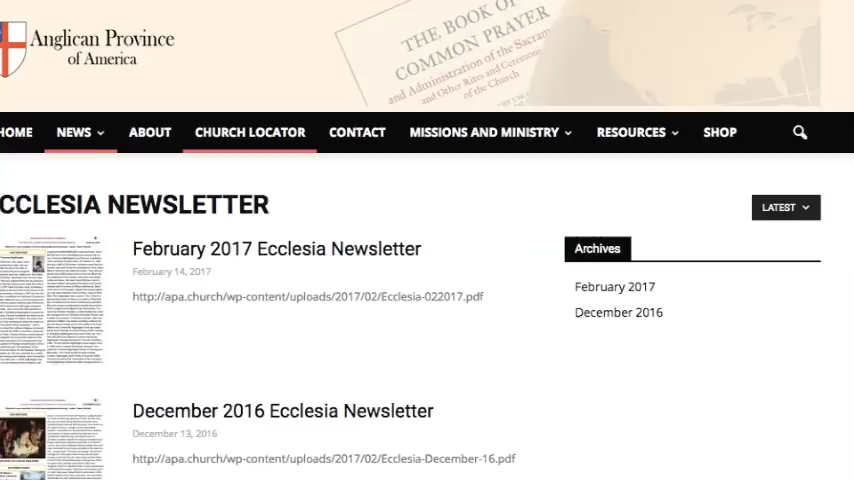 Anglican Province
of America
THE BOOK OF
COMMON PRAYER
and Administration of the
and Other Rites and
of the Church
HOME NEWS ABOUT CHURCH LOCATOR CONTACT MISSIONS AND MINISTRY RESOURCES SHOP
CCLESIA NEWSLETTER
LATEST
February 2017 Ecclesia Newsletter
February 14, 2017
http://apa.church/wp-content/uploads/2017/02/Ecclesia-022017.pdf
Archives
February 2017
December 2016
December 2016 Ecclesia Newsletter
December 13, 2016
http://apa.church/wp-content/uploads/2017/02/Ecclesia-December-16.pdf